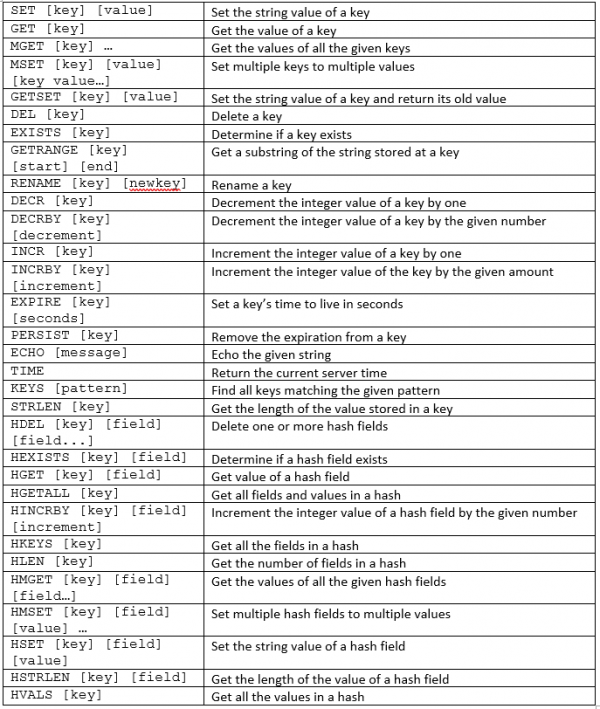 SET [key] [value] Set the string value of a key
GET [key] Get the value of a key
MGET [key] … Get the values of all the given keys
MSET [key] [value] Set multiple keys to multiple values
[key value…]
GETSET [key] [value] Set the string value of a key and return its old value
DEL [key] Delete a key
EXISTS [key] Determine if a key exists
GETRANGE [key] Get a substring of the string stored at a key
[start] [end]
RENAME [key] [newkey] Rename a key
DECR [key] Decrement the integer value of a key by one
DECRBY [key] Decrement the integer value of a key by the given number
[decrement]
INCR [key] Increment the integer value of a key by one
INCRBY [key] Increment the integer value of the key by the given amount
[increment]
EXPIRE [key] Set a key’s time to live in seconds
[seconds]
PERSIST [key] Remove the expiration from a key
ECHO [message] Echo the given string
TIME Return the current server time
KEYS [pattern] Find all keys matching the given pattern
STRLEN [key] Get the length of the value stored in a key
HDEL [key] [field] Delete one or more hash fields
[field...]
HEXISTS [key] [field] Determine if a hash field exists
HGET [key] [field] Get value of a hash field
HGETALL [key] Get all fields and values in a hash
HINCRBY [key] [field] Increment the integer value of a hash field by the given number
[increment]
HKEYS [key] Get all the fields in a hash
HLEN [key] Get the number of fields in a hash
HMGET [key] [field] Get the values of all the given hash fields
[field…]
HMSET [key] [field] Set multiple hash fields to multiple values
[value] …
HSET [key] [field] Set the string value of a hash field
[value]
HSTRLEN [key] [field] Get the length of the value of a hash field
HVALS [key] Get all the values in a hash